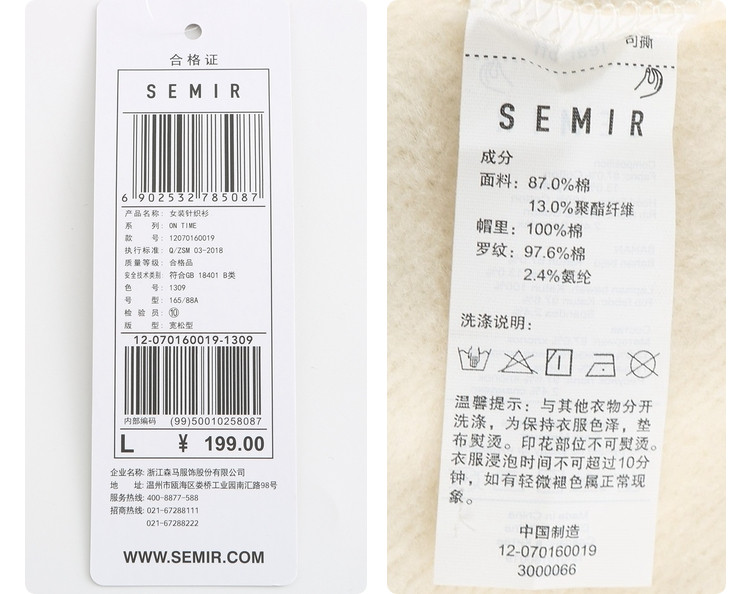 合格证
SEMIR
6 902532 785087
产品名称: 女装针织衫
系 列: ON TIME
款 号: 12070160019
执行标准: Q/ZSM 03-2018
质量等级: 合格品
安全技术类别: 符合GB 18401 B类
色 号: 1309
号 型: 165/88A
检 验 员: ⑩
版 型: 宽松型
12-070160019-1309
内部编码 (99)50010258087
L ¥ 199.00
企业名称: 浙江森马服饰股份有限公司
地 址: 温州市瓯海区娄桥工业园南汇路98号
服务热线: 400-8877-588
招商热线: 021-67288111
021-67288222
WWW.SEMIR.COM
可撕
SEMIR
成分
面料: 87.0%棉
13.0%聚酯纤维
帽里: 100%棉
罗纹: 97.6%棉
2.4%氨纶
洗涤说明:
温馨提示: 与其他衣物分开
洗涤, 为保持衣服色泽, 垫
布熨烫。印花部位不可熨烫。
衣服浸泡时间不可超过10分
钟, 如有轻微褪色属正常现
象。
中国制造
12-070160019
3000066